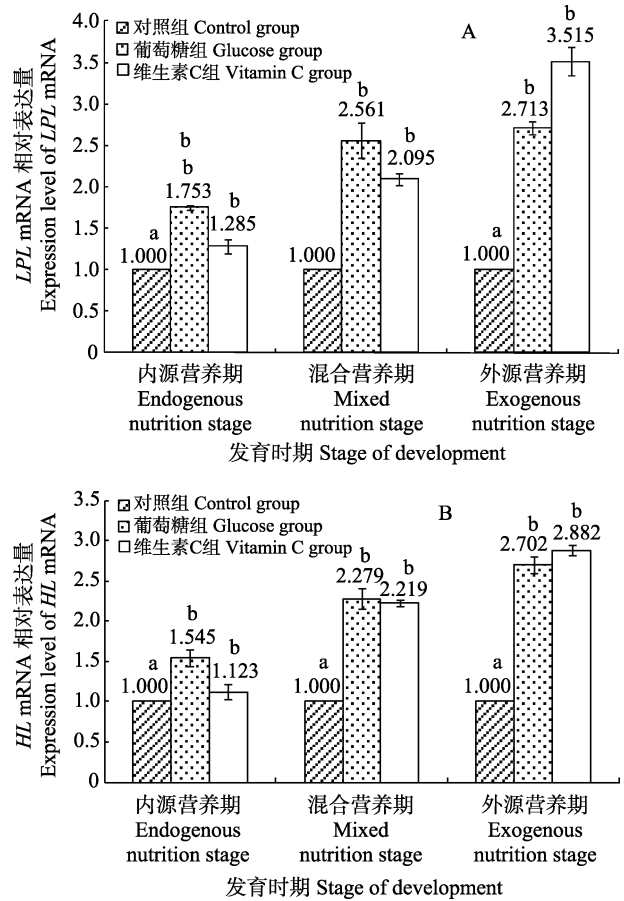 LPL mRNA 相对表达量
Expression level of LPL mRNA
4.0
3.5
3.0
2.5
2.0
1.5
1.0
0.5
0
对照组 Control group
葡萄糖组 Glucose group
维生素C组 Vitamin C group
A
a
1.000
b
b
1.753
b
1.285
1.000
b
2.561
b
2.095
a
1.000
b
2.713
b
3.515
内源营养期
Endogenous
nutrition stage
混合营养期
Mixed
nutrition stage
外源营养期
Exogenous
nutrition stage
发育时期 Stage of development
HL mRNA 相对表达量
Expression level of HL mRNA
3.5
3.0
2.5
2.0
1.5
1.0
0.5
0
对照组 Control group
葡萄糖组 Glucose group
维生素C组 Vitamin C group
B
a
1.000
b
1.545
b
1.123
a
1.000
b
2.279
b
2.219
a
1.000
b
2.702
b
2.882
内源营养期
Endogenous
nutrition stage
混合营养期
Mixed
nutrition stage
外源营养期
Exogenous
nutrition stage
发育时期 Stage of development